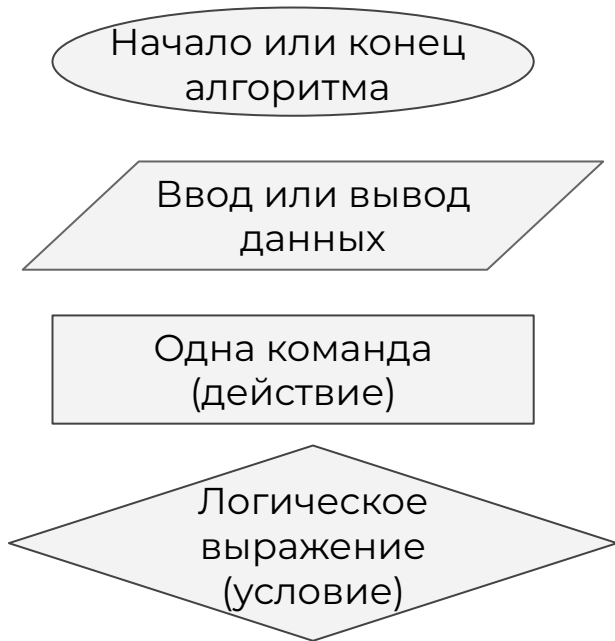 Начало или конец
алгоритма
Ввод или вывод
данных
Одна команда
(действие)
Логическое
выражение
(условие)